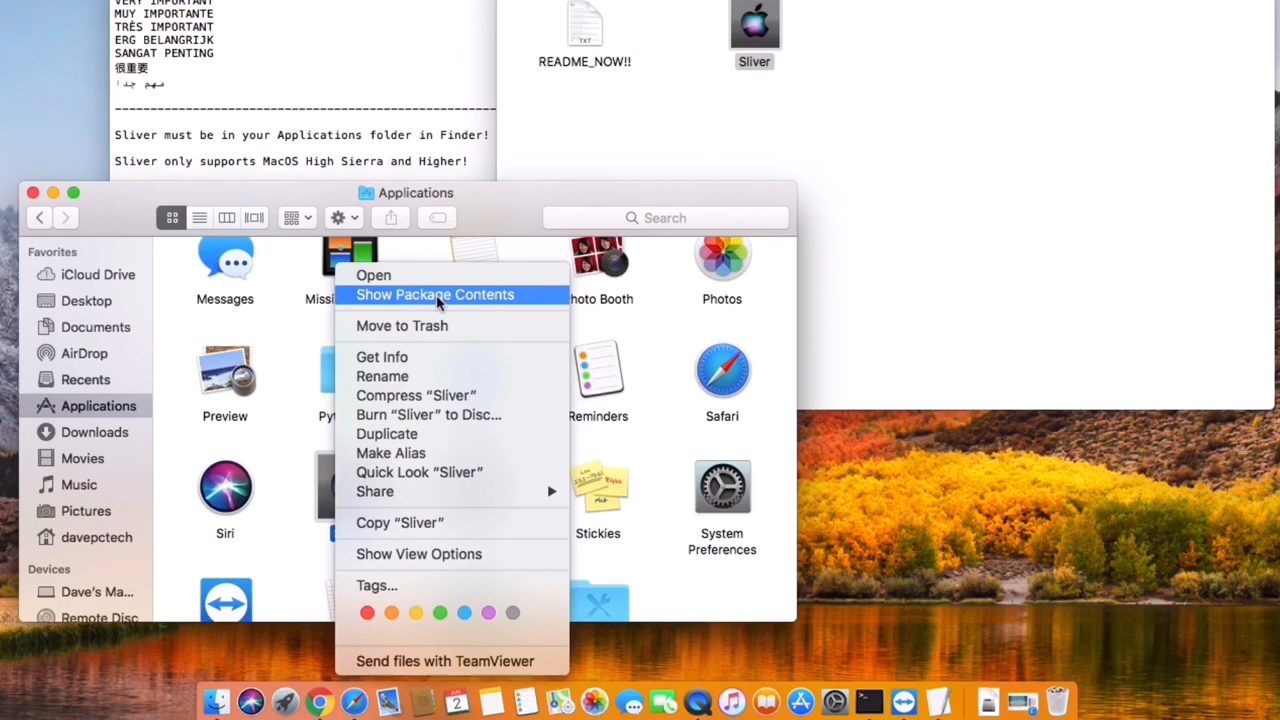 VERY IMPORTANT
MUY IMPORTANTE
TRÈS IMPORTANT
ERG BELANGRIJK
SANGAT PENTING
很重要
Sliver must be in your Applications folder in Finder!
Sliver only supports MacOS High Sierra and Higher!
README_NOW!!
TXT
Sliver
Applications
Search
Favorites
iCloud Drive
Desktop
Documents
AirDrop
Recents
Applications
Downloads
Movies
Music
Pictures
davepctech
Devices
Dave's Ma...
Remote Disc
Messages
Photos
Preview
Reminders
Safari
Siri
Stickies
System
Preferences
Open
Show Package Contents
Move to Trash
Get Info
Rename
Compress “Sliver”
Burn “Sliver” to Disc...
Duplicate
Make Alias
Quick Look “Sliver”
Share
Copy “Sliver”
Show View Options
Tags...
Send files with TeamViewer